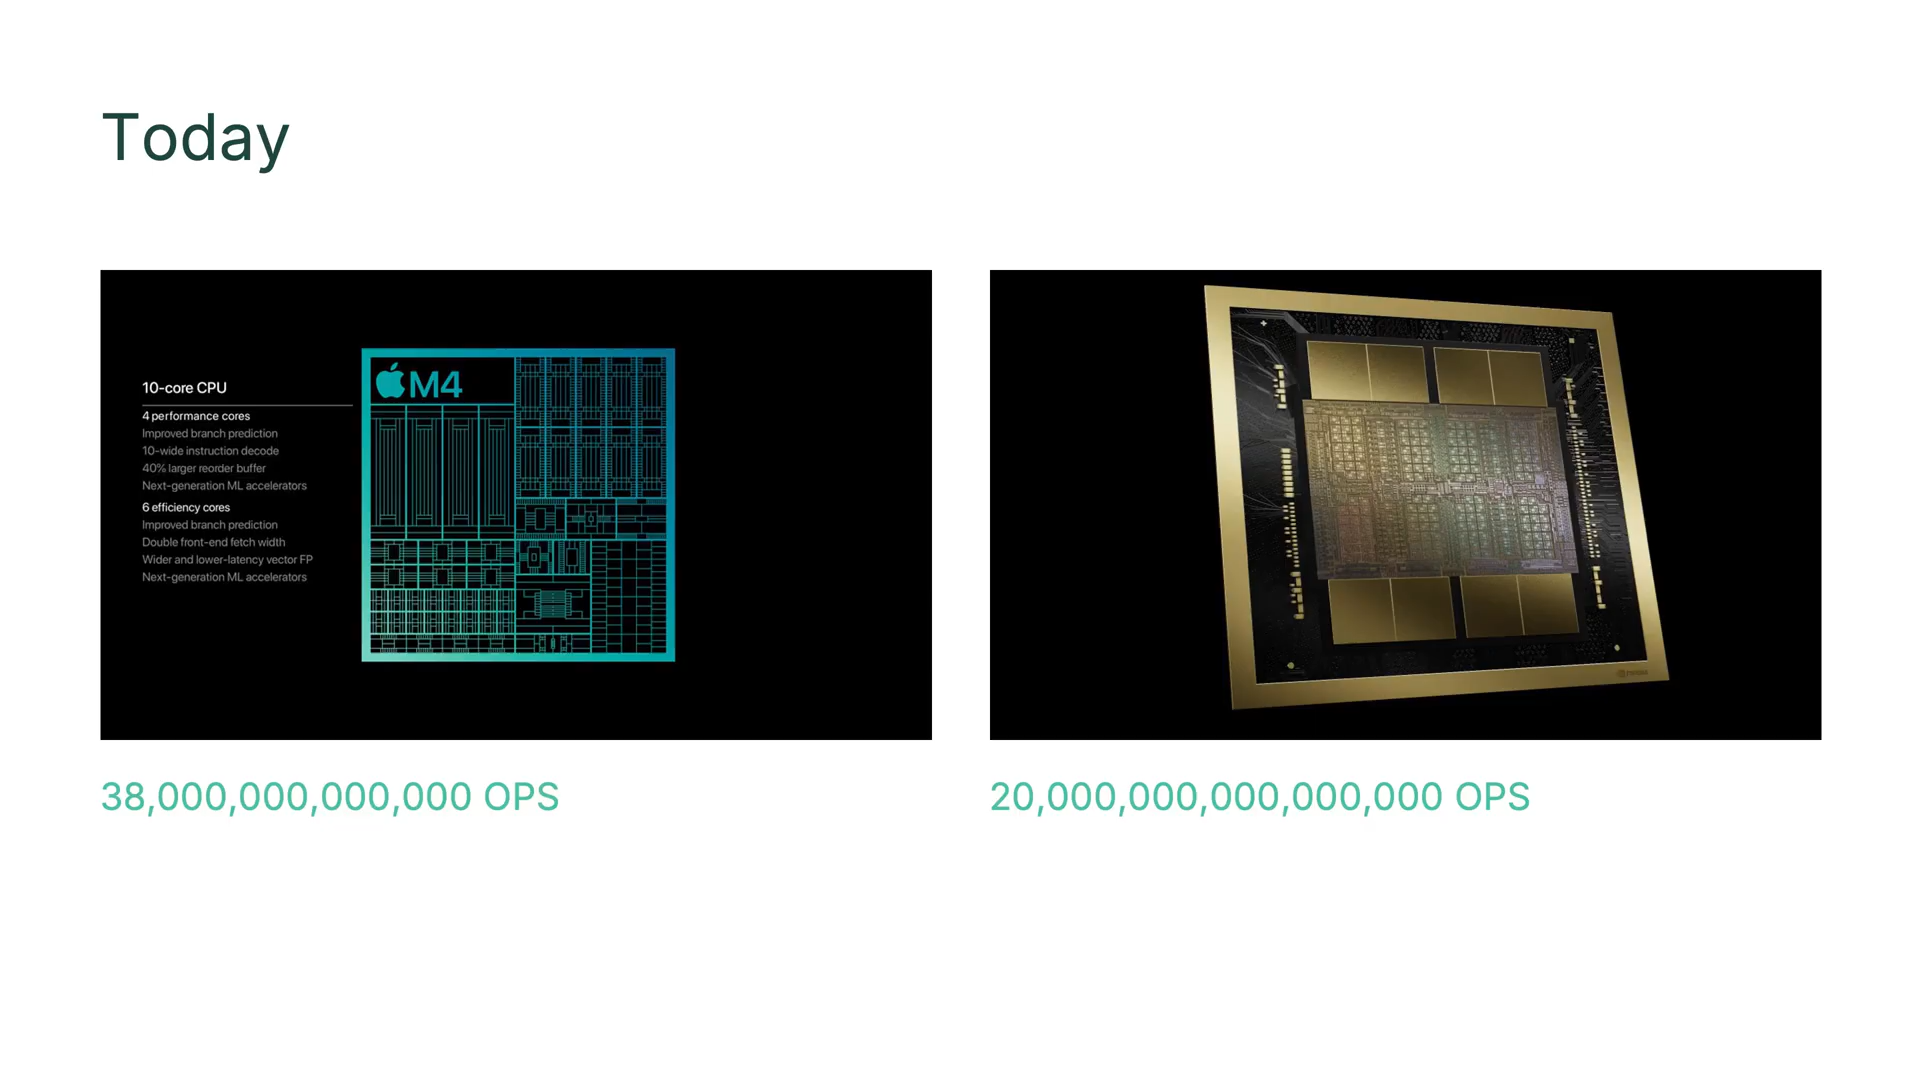 Today
10-core CPU
4 performance cores
Improved branch prediction
10-wide instruction decode
40% larger reorder buffer
Next-generation ML accelerators
6 efficiency cores
Improved branch prediction
Double front-end fetch width
Wider and lower-latency vector FP
Next-generation ML accelerators
M4
38,000,000,000,000 OPS
20,000,000,000,000,000 OPS